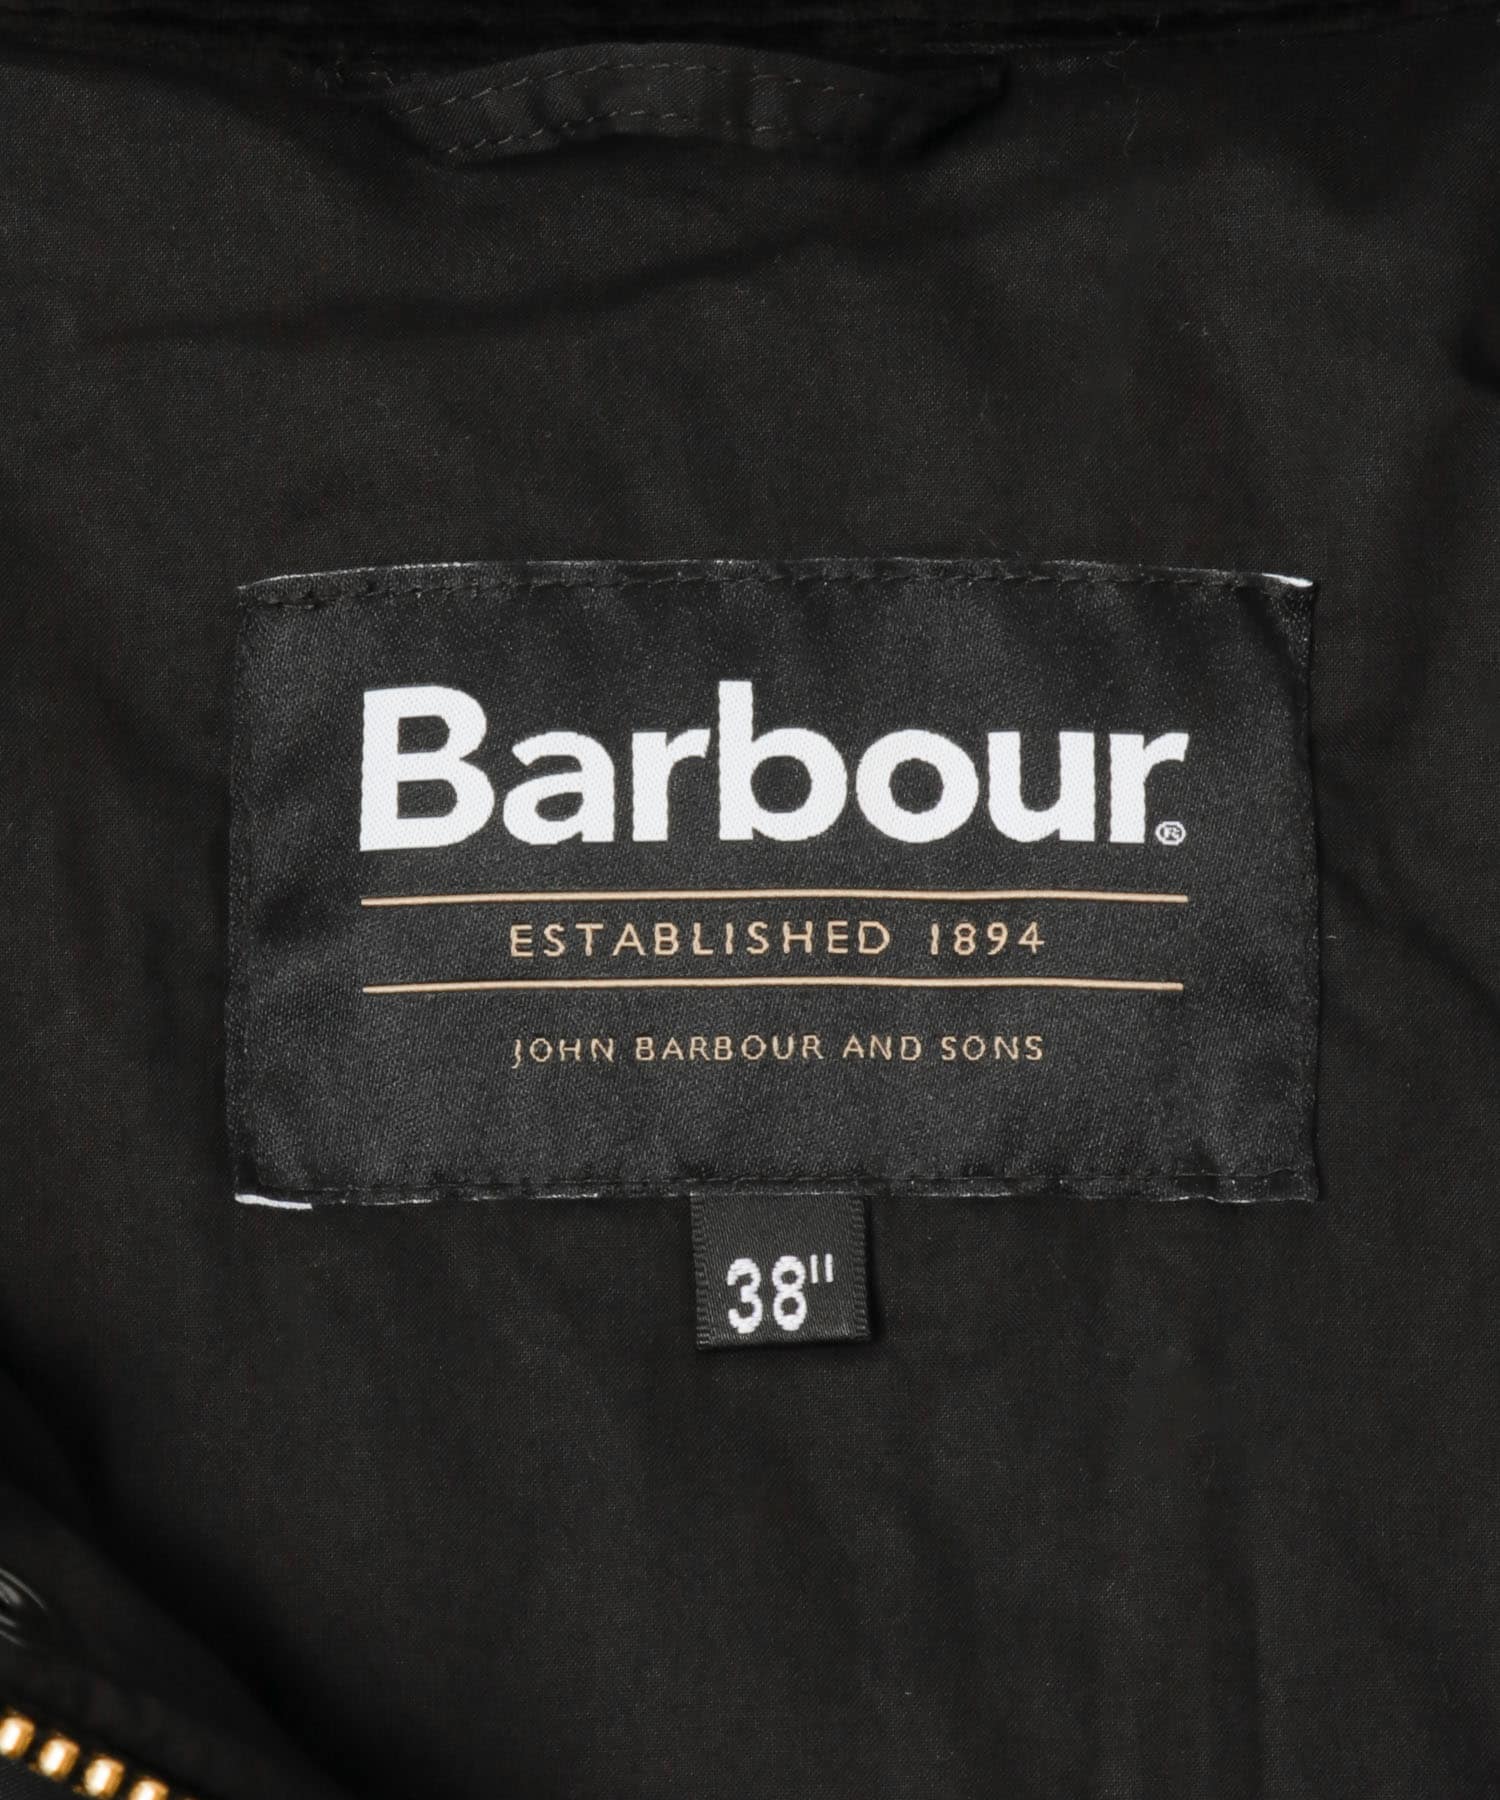 Barbour®
ESTABLISHED 1894
JOHN BARBOUR AND SONS
38"